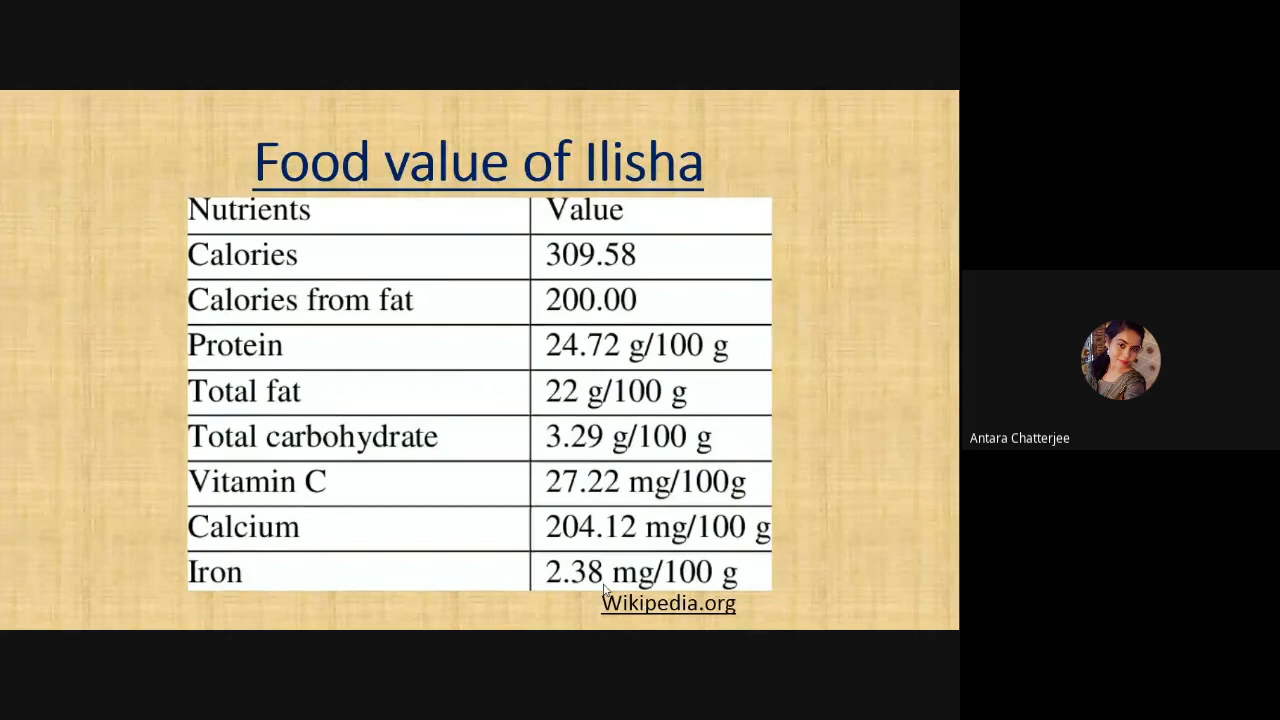 Food value of Ilisha
Nutrients Value
Calories 309.58
Calories from fat 200.00
Protein 24.72 g/100 g
Total fat 22 g/100 g
Total carbohydrate 3.29 g/100 g
Vitamin C 27.22 mg/100g
Calcium 204.12 mg/100 g
Iron 2.38 mg/100 g
Wikipedia.org
Antara Chatterjee